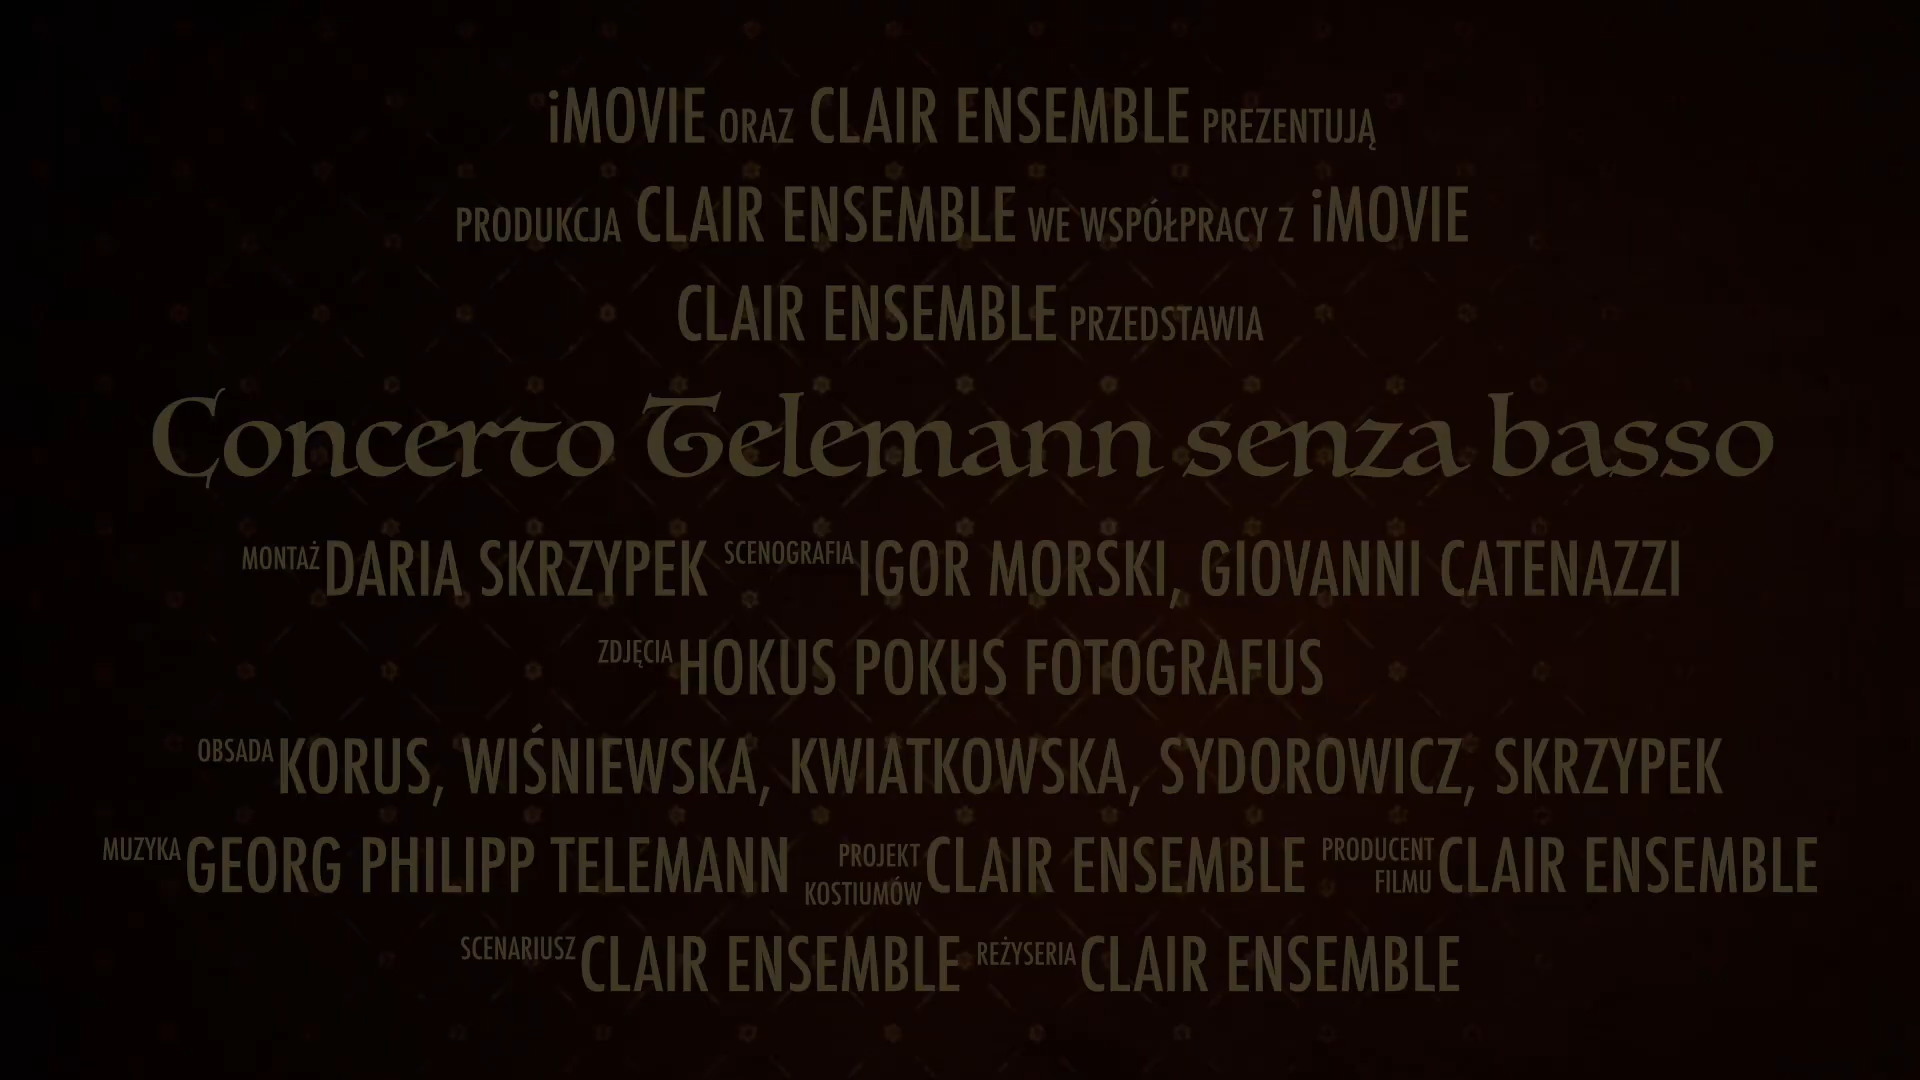 iMOVIE ORAZ CLAIR ENSEMBLE PREZENTUJĄ
PRODUKCJA CLAIR ENSEMBLE WE WSPÓŁPRACY Z iMOVIE
CLAIR ENSEMBLE PRZEDSTAWIA
Concerto Telemann senza basso
MONTAŻ DARIA SKRZYPEK SCENOGRAFIA IGOR MORSKI, GIOVANNI CATENAZZI
ZDJĘCIA HOKUS POKUS FOTOGRAFUS
OBSADA KORUS, WIŚNIEWSKA, KWIATKOWSKA, SYDOROWICZ, SKRZYPEK
MUZYKA GEORG PHILIPP TELEMANN PROJEKT KOSTIUMÓW CLAIR ENSEMBLE PRODUCENT FILMU CLAIR ENSEMBLE
SCENARIUSZ CLAIR ENSEMBLE REŻYSERIA CLAIR ENSEMBLE